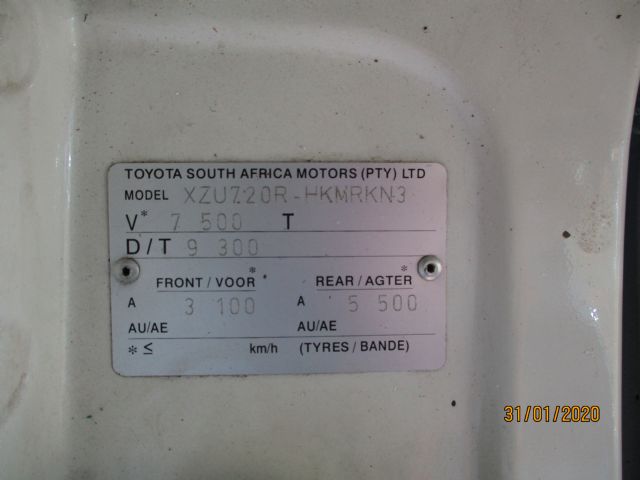 TOYOTA SOUTH AFRICA MOTORS (PTY) LTD
MODEL XZU720R-HKMRKN3
V* 7 500 T
D/T 9 300
FRONT/VOOR* REAR/AGTER*
A 3 100 A 5 500
AU/AE AU/AE
*≤ km/h (TYRES/BANDE)
31/01/2020